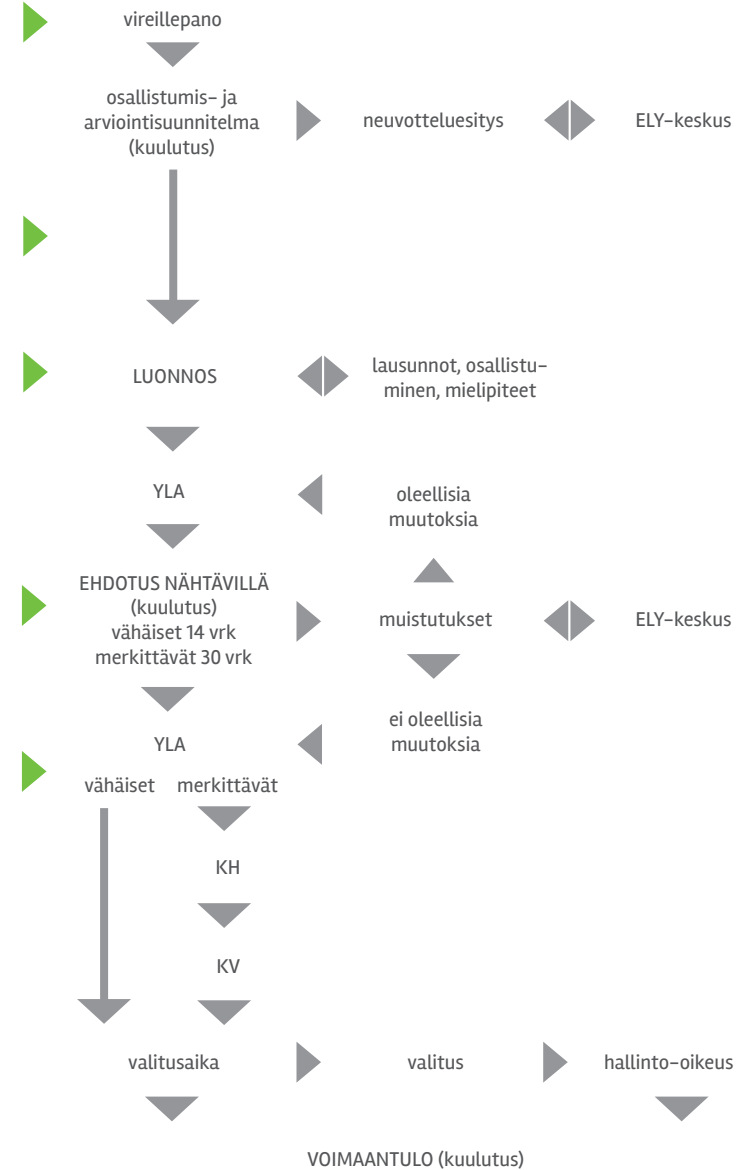 vireillepano
osallistumis- ja
arviointisuunnitelma
(kuulutus)
neuvotteluesitys
ELY-keskus
LUONNOS
lausunnot, osallistu-
minen, mielipiteet
YLA
oleellisia
muutoksia
EHDOTUS NÄHTÄVILLÄ
(kuulutus)
vähäiset 14 vrk
merkittävät 30 vrk
muistutukset
ELY-keskus
ei oleellisia
muutoksia
YLA
vähäiset merkittävät
KH
KV
valitusaika
valitus
hallinto-oikeus
VOIMAANTULO (kuulutus)